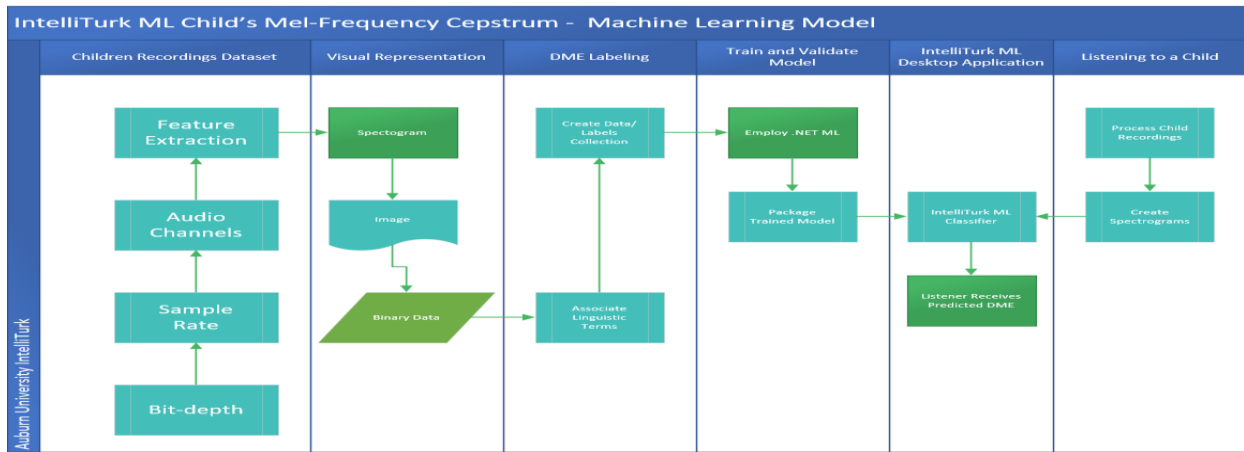 IntelliTurk ML Child's Mel-Frequency Cepstrum - Machine Learning Model
Children Recordings Dataset
Visual Representation
DME Labeling
Train and Validate
Model
IntelliTurk ML
Desktop Application
Listening to a Child
Feature
Extraction
Spectogram
Create Data/
Labels
Collection
Employ .NET ML
Process Child
Recordings
Audio
Channels
Image
Package
Trained Model
IntelliTurk ML
Classifier
Create
Spectrograms
Sample
Rate
Binary Data
Associate
Linguistic
Terms
Listener Receives
Predicted DME
Bit-depth
Auburn University IntelliTurk